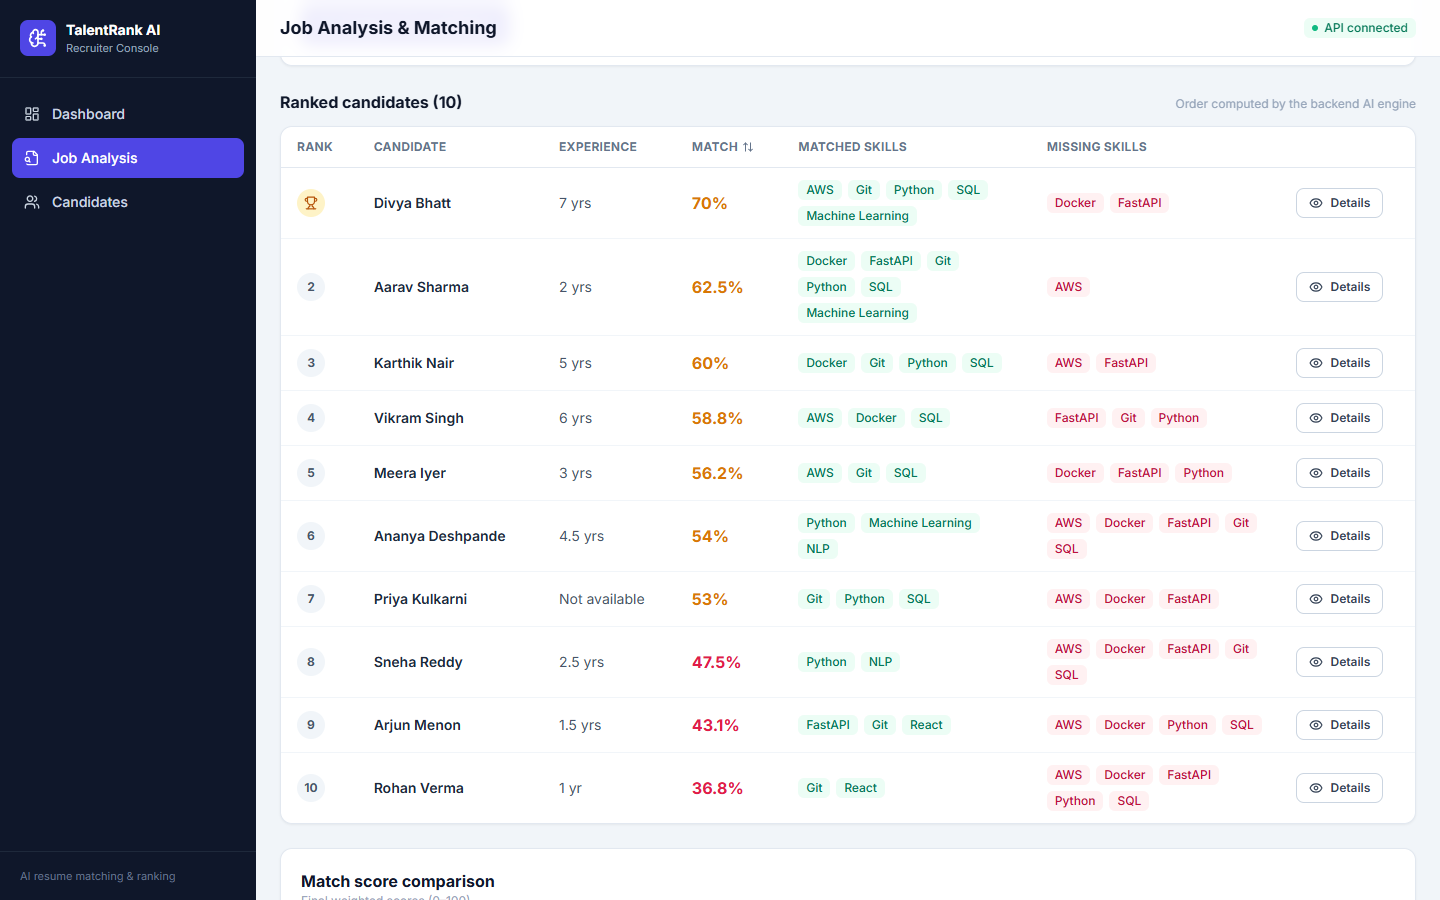 TalentRank AI
Recruiter Console
Dashboard
Job Analysis
Candidates
AI resume matching & ranking
Job Analysis & Matching
API connected
Ranked candidates (10)
Order computed by the backend AI engine
RANK CANDIDATE EXPERIENCE MATCH MATCHED SKILLS MISSING SKILLS
Divya Bhatt 7 yrs 70% AWS Git Python SQL Machine Learning Docker FastAPI Details
2 Aarav Sharma 2 yrs 62.5% Docker FastAPI Git Python SQL Machine Learning AWS Details
3 Karthik Nair 5 yrs 60% Docker Git Python SQL AWS FastAPI Details
4 Vikram Singh 6 yrs 58.8% AWS Docker SQL FastAPI Git Python Details
5 Meera Iyer 3 yrs 56.2% AWS Git SQL Docker FastAPI Python Details
6 Ananya Deshpande 4.5 yrs 54% Python Machine Learning NLP AWS Docker FastAPI Git SQL Details
7 Priya Kulkarni Not available 53% Git Python SQL AWS Docker FastAPI Details
8 Sneha Reddy 2.5 yrs 47.5% Python NLP AWS Docker FastAPI Git SQL Details
9 Arjun Menon 1.5 yrs 43.1% FastAPI Git React AWS Docker Python SQL Details
10 Rohan Verma 1 yr 36.8% Git React AWS Docker FastAPI Python SQL Details
Match score comparison
Final weighted scores (0-100)